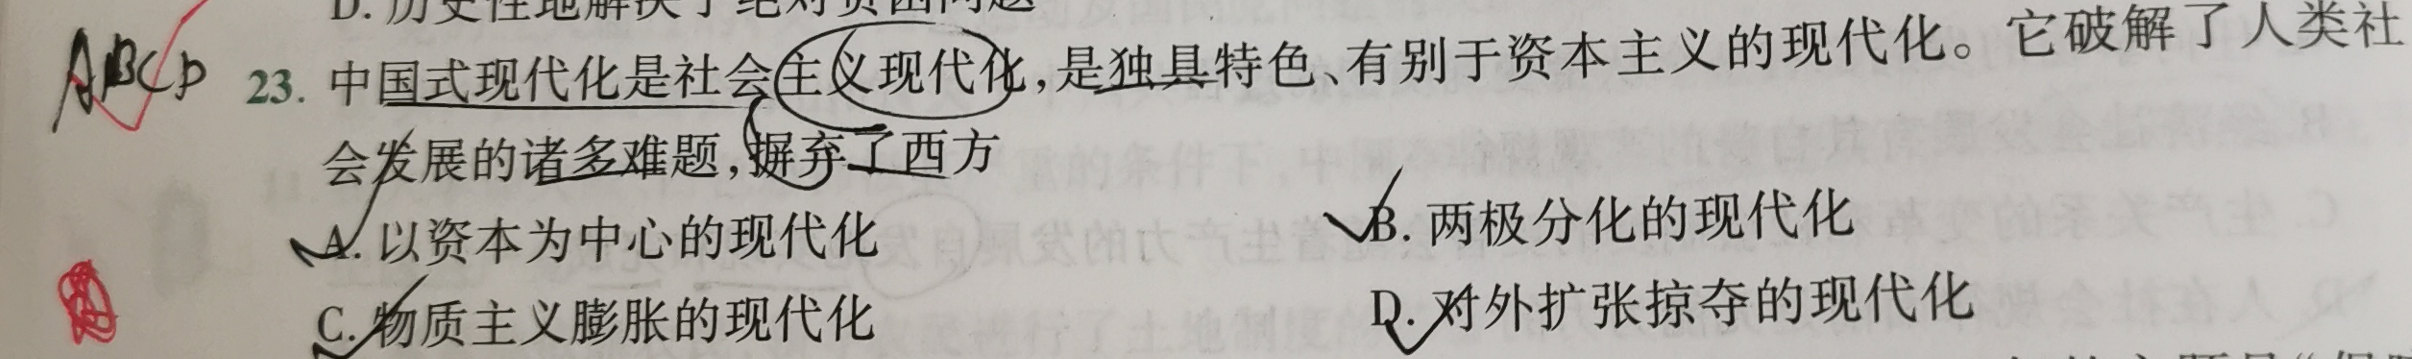 D. 历史性地解决了绝对贫困问题
ABCD
23. 中国式现代化是社会主义现代化,是独具特色、有别于资本主义的现代化。它破解了人类社
会发展的诸多难题,摒弃了西方
A. 以资本为中心的现代化 B. 两极分化的现代化
C. 物质主义膨胀的现代化 D. 对外扩张掠夺的现代化